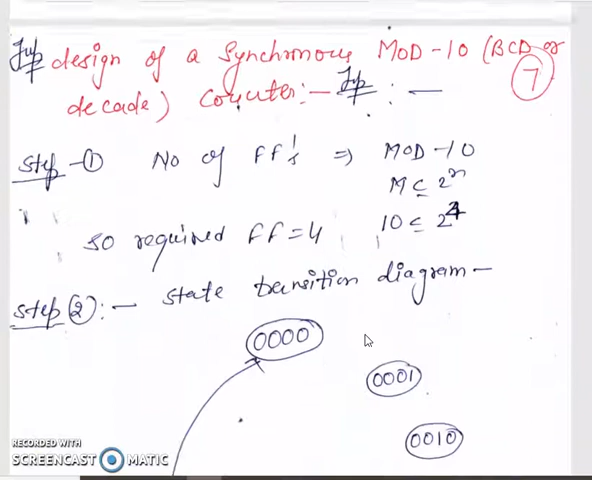 Imp design of a Synchronous MOD-10 (BCD or
decade) counter:- Imp : -
7
Step-① No of FF's ⇒ MOD-10
M ⊆ 2ⁿ
so required FF=4 10 ⊆ 2⁴
Step②:- state transition diagram-
0000
0001
0010
RECORDED WITH
SCREENCAST MATIC